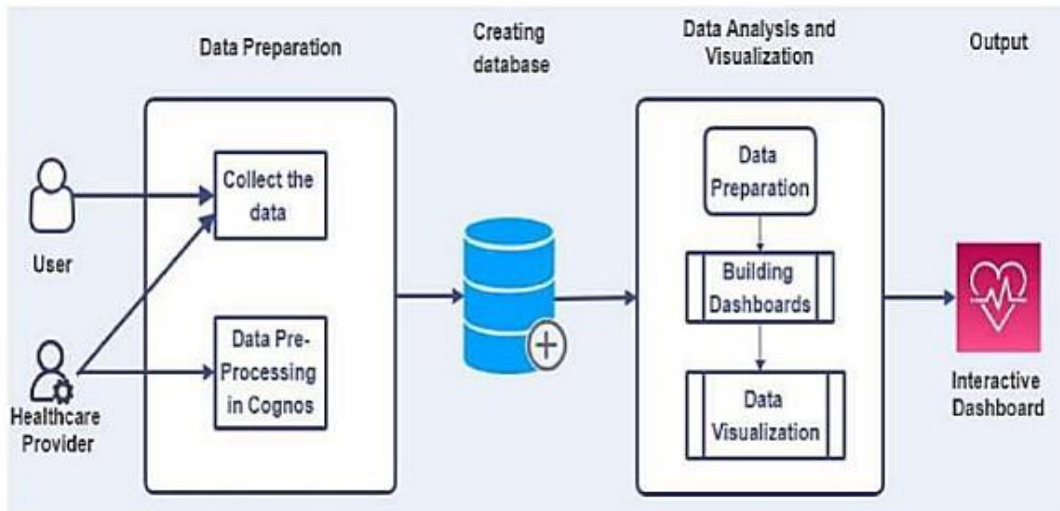 Data Preparation
Creating
database
Data Analysis and
Visualization
Output
User
Healthcare
Provider
Collect the
data
Data Pre-
Processing
in Cognos
Data
Preparation
Building
Dashboards
Data
Visualization
Interactive
Dashboard